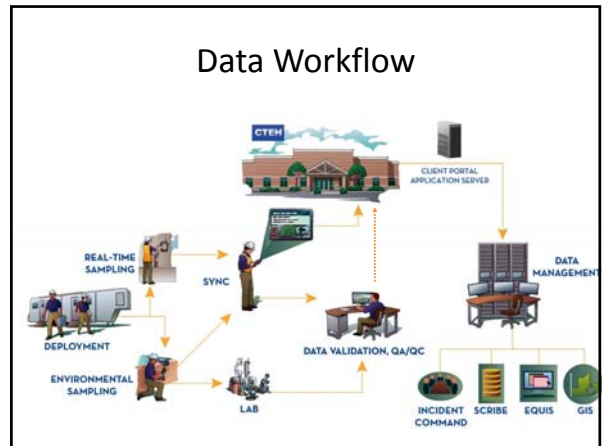 Data Workflow
CTEH
CLIENT PORTAL
APPLICATION SERVER
REAL-TIME
SAMPLING
SYNC
DATA
MANAGEMENT
DEPLOYMENT
DATA VALIDATION, QA/QC
ENVIRONMENTAL
SAMPLING
LAB
INCIDENT
COMMAND
SCRIBE
EQUIS
GIS